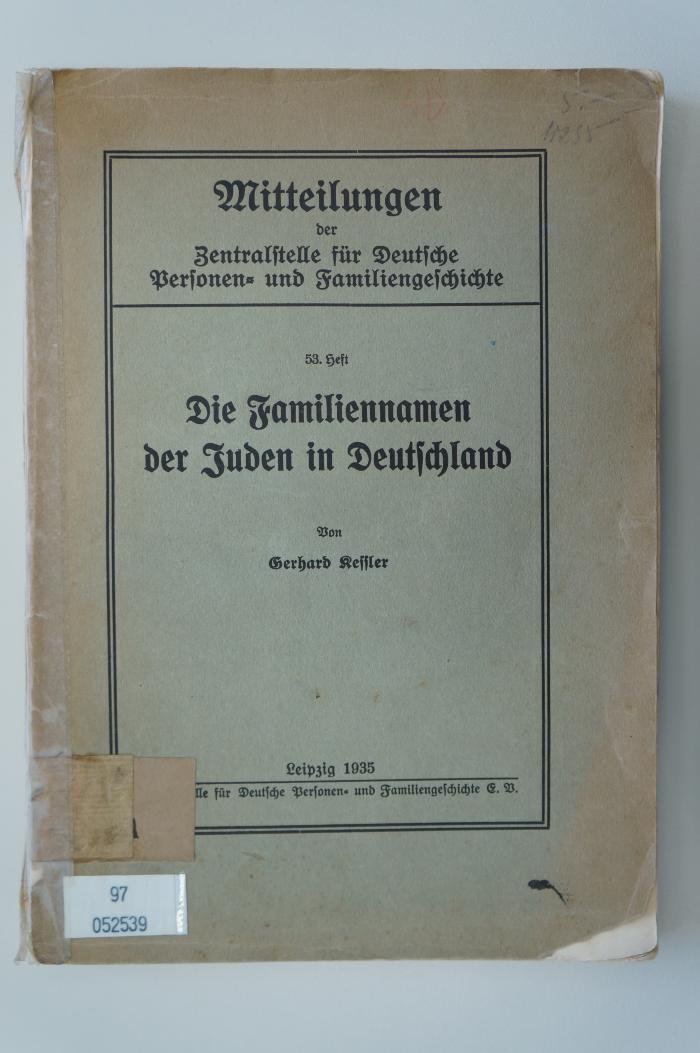 Mitteilungen
der
Zentralstelle für Deutsche
Personen- und Familiengeschichte
53. Heft
Die Familiennamen
der Juden in Deutschland
Von
Gerhard Kessler
Leipzig 1935
lle für Deutsche Personen- und Familiengeschichte E. V.
97
052539